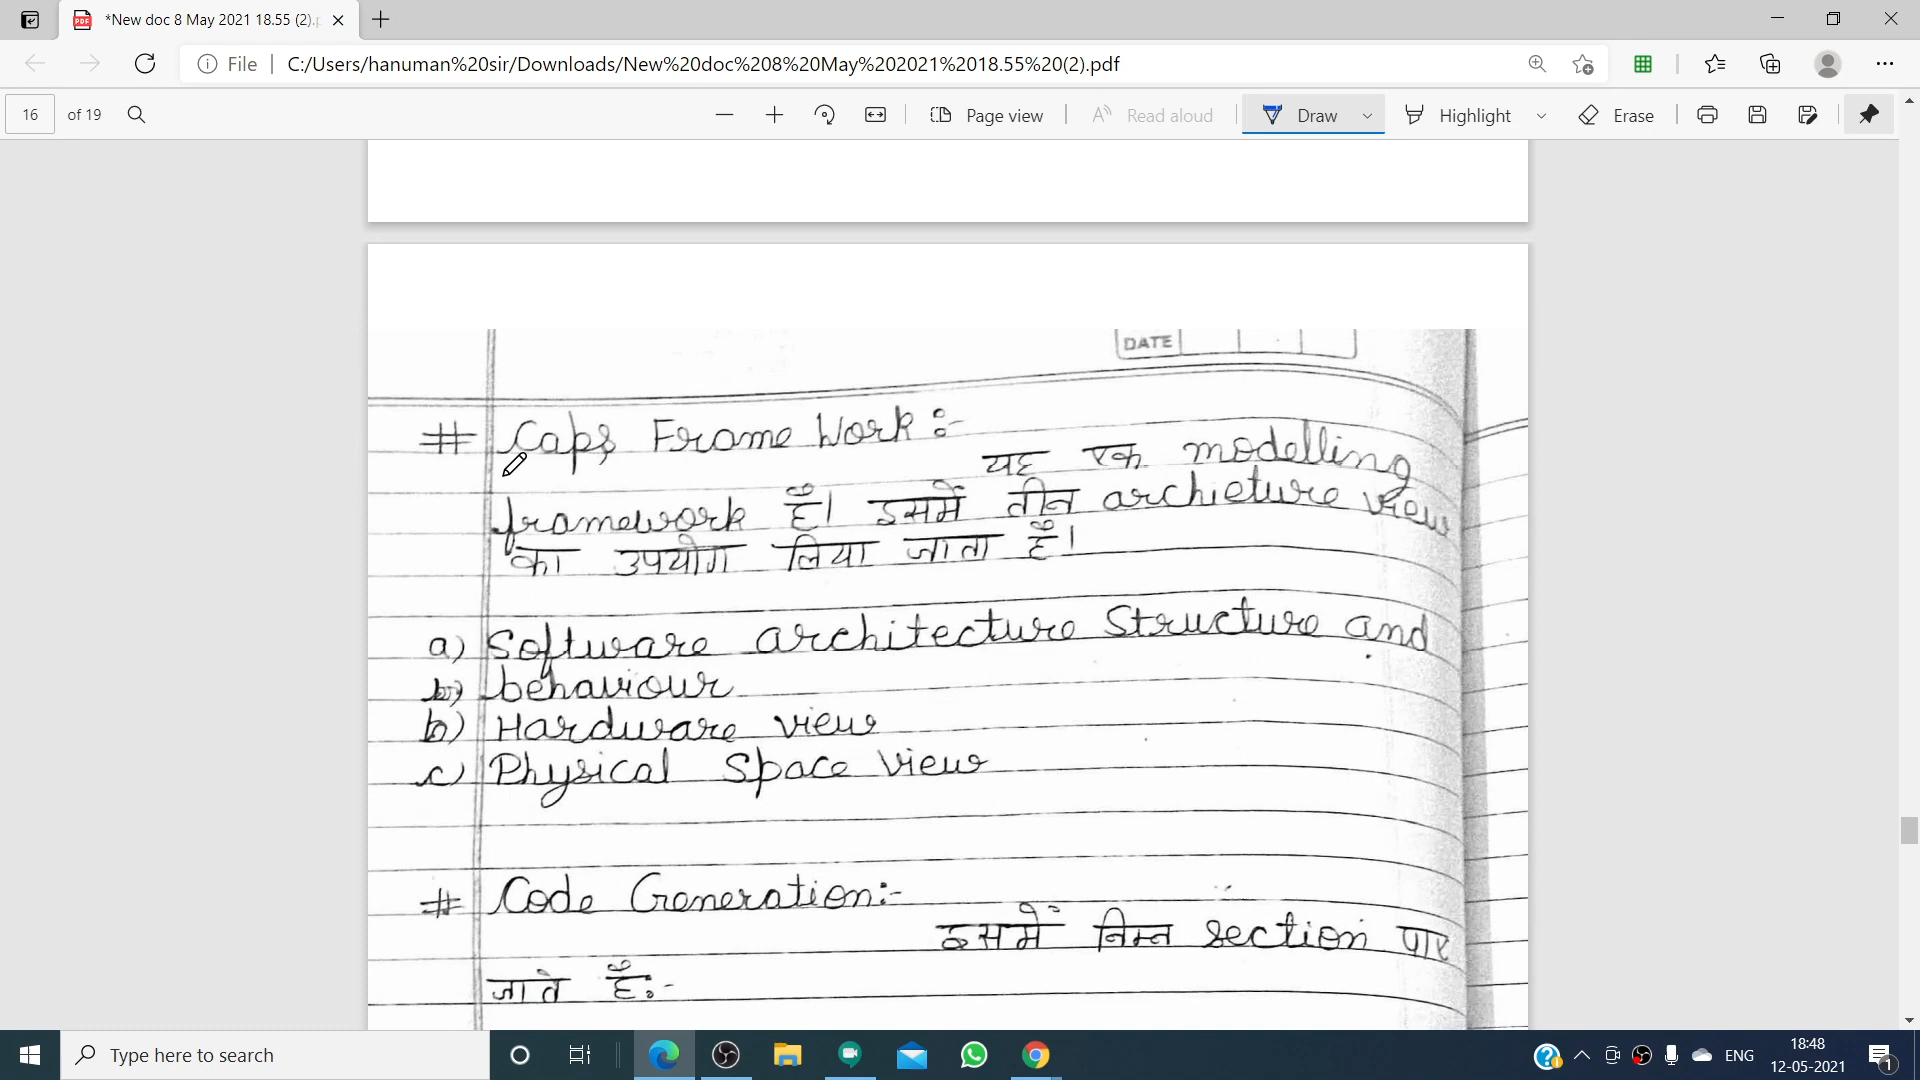 *New doc 8 May 2021 18.55 (2).p
File
C:/Users/hanuman%20sir/Downloads/New%20doc%208%20May%202021%2018.55%20(2).pdf
16 of 19
Page view
Read aloud
Draw
Highlight
Erase
DATE
# Caps Frame Work :-
यह एक modelling
framework हैं। इसमें तीन archieture view
का उपयोग लिया जाता हैं।
a) Software architecture Structure and
b) behaviour
b) Hardware view
c) Physical Space View
# Code Generation:-
इसमें निम्न section पाए
जाते हैं:-
Type here to search
ENG
18:48
12-05-2021
1